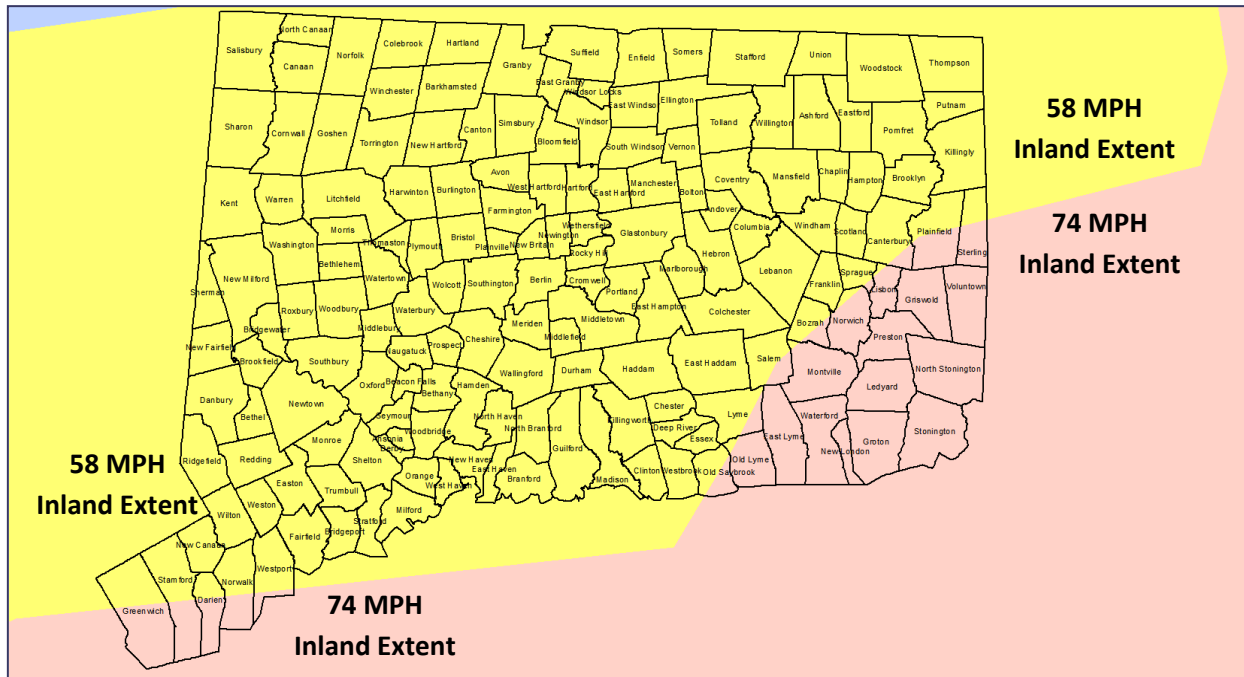 North Canaan
Colebrook
Hartland
Salisbury
Norfolk
Canaan
Granby
Suffield
Enfield
Somers
Stafford
Union
Woodstock
Thompson
East Granby
Windsor Locks
Winchester
Barkhamsted
East Windsor
Ellington
Putnam
Sharon
Cornwall
Goshen
Torrington
New Hartford
Canton
Simsbury
Bloomfield
Windsor
South Windsor
Vernon
Tolland
Willington
Ashford
Eastford
Pomfret
Killingly
58 MPH
Inland Extent
Kent
Warren
Litchfield
Harwinton
Burlington
Avon
West Hartford
Hartford
East Hartford
Manchester
Bolton
Coventry
Mansfield
Chaplin
Hampton
Brooklyn
Morris
Farmington
Wethersfield
Newington
Glastonbury
Andover
Columbia
Windham
Scotland
Canterbury
Plainfield
Sterling
74 MPH
Inland Extent
Washington
Thomaston
Plymouth
Bristol
Plainville
New Britain
Rocky Hill
Hebron
Bethlehem
Watertown
New Milford
Wolcott
Southington
Berlin
Cromwell
Marlborough
Lebanon
Franklin
Sprague
Lisbon
Griswold
Voluntown
Sherman
Roxbury
Woodbury
Waterbury
Portland
East Hampton
Colchester
Bozrah
Norwich
Preston
Bridgewater
Middlebury
Meriden
Middlefield
Middletown
New Fairfield
Brookfield
Southbury
Naugatuck
Prospect
Cheshire
Wallingford
Durham
Haddam
East Haddam
Salem
Montville
North Stonington
Ledyard
Danbury
Bethel
Newtown
Oxford
Beacon Falls
Bethany
Hamden
Seymour
North Haven
North Branford
Guilford
Killingworth
Chester
Deep River
Essex
Lyme
Waterford
East Lyme
Groton
Stonington
New London
Old Lyme
Monroe
Ansonia
Derby
Woodbridge
New Haven
East Haven
Branford
Madison
Clinton
Westbrook
Old Saybrook
58 MPH
Inland Extent
Ridgefield
Redding
Easton
Shelton
Orange
West Haven
Trumbull
Milford
Weston
Wilton
Stratford
Bridgeport
Fairfield
New Canaan
Westport
Stamford
Norwalk
Darien
Greenwich
74 MPH
Inland Extent